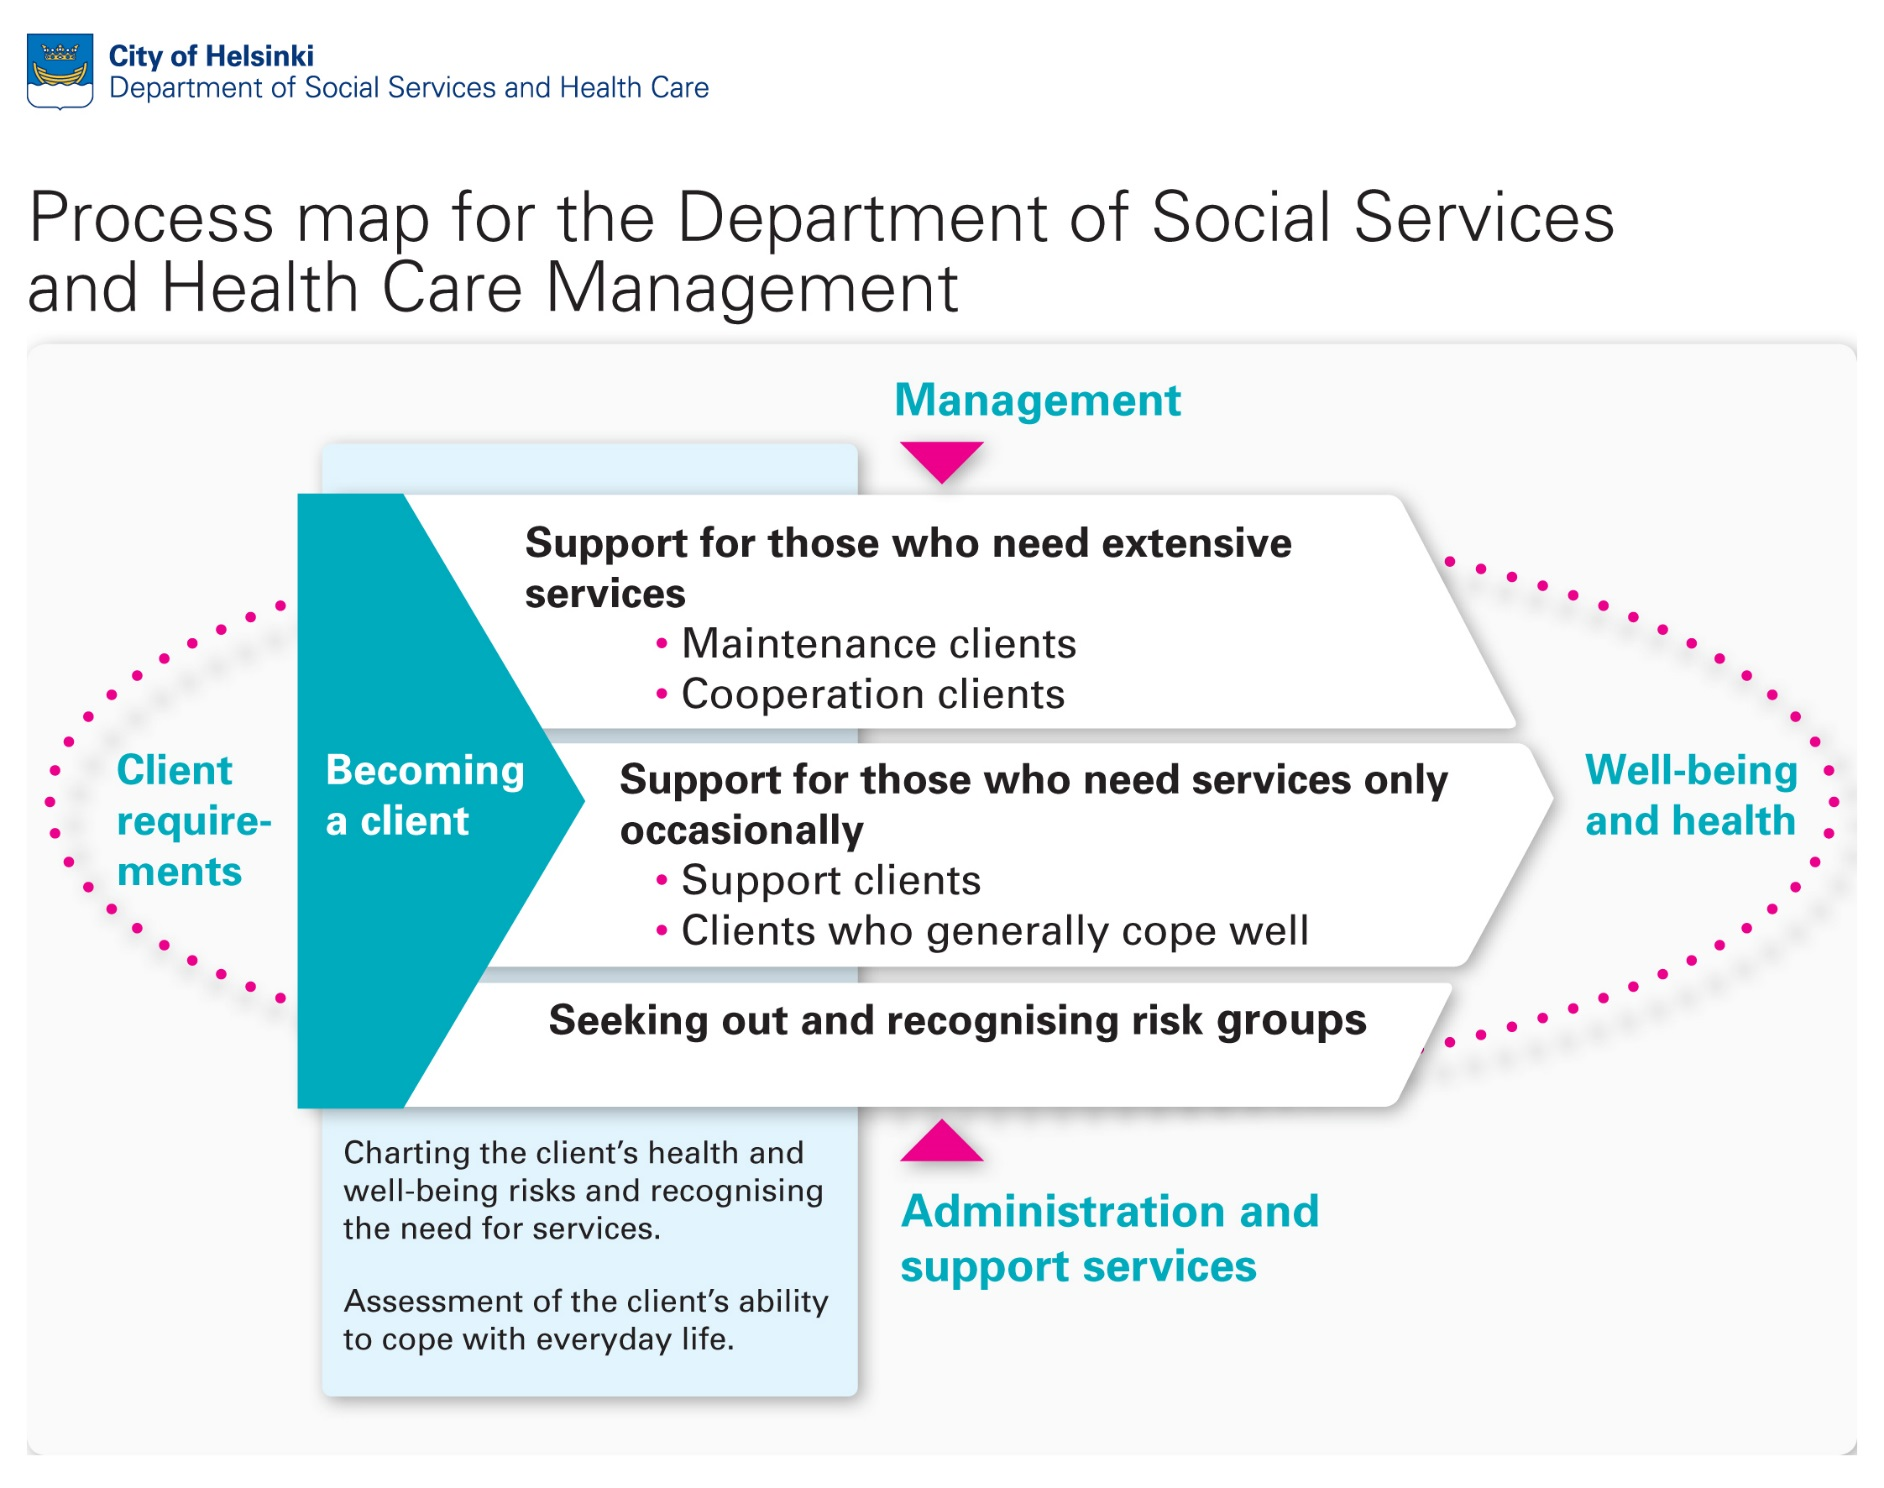 City of Helsinki
Department of Social Services and Health Care
Process map for the Department of Social Services
and Health Care Management
Management
Support for those who need extensive
services
• Maintenance clients
• Cooperation clients
Client
require-
ments
Becoming
a client
Support for those who need services only
occasionally
• Support clients
• Clients who generally cope well
Well-being
and health
Seeking out and recognising risk groups
Charting the client’s health and
well-being risks and recognising
the need for services.
Assessment of the client’s ability
to cope with everyday life.
Administration and
support services